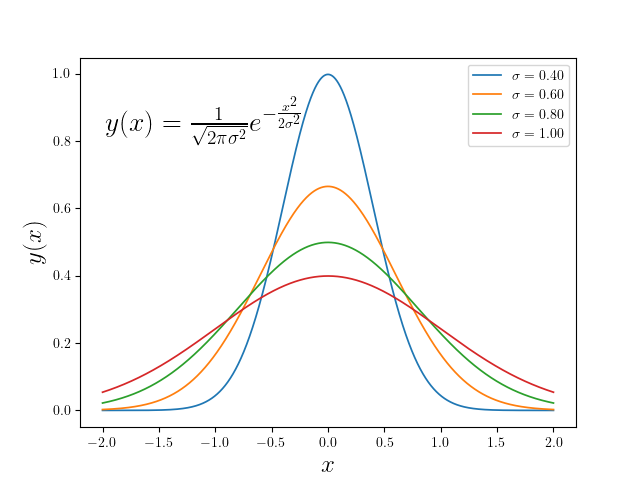 y(x) = \frac{1}{\sqrt{2\pi\sigma^2}} e^{-\frac{x^2}{2\sigma^2}}
σ = 0.40
σ = 0.60
σ = 0.80
σ = 1.00
y(x)
1.0
0.8
0.6
0.4
0.2
0.0
−2.0 −1.5 −1.0 −0.5 0.0 0.5 1.0 1.5 2.0
x